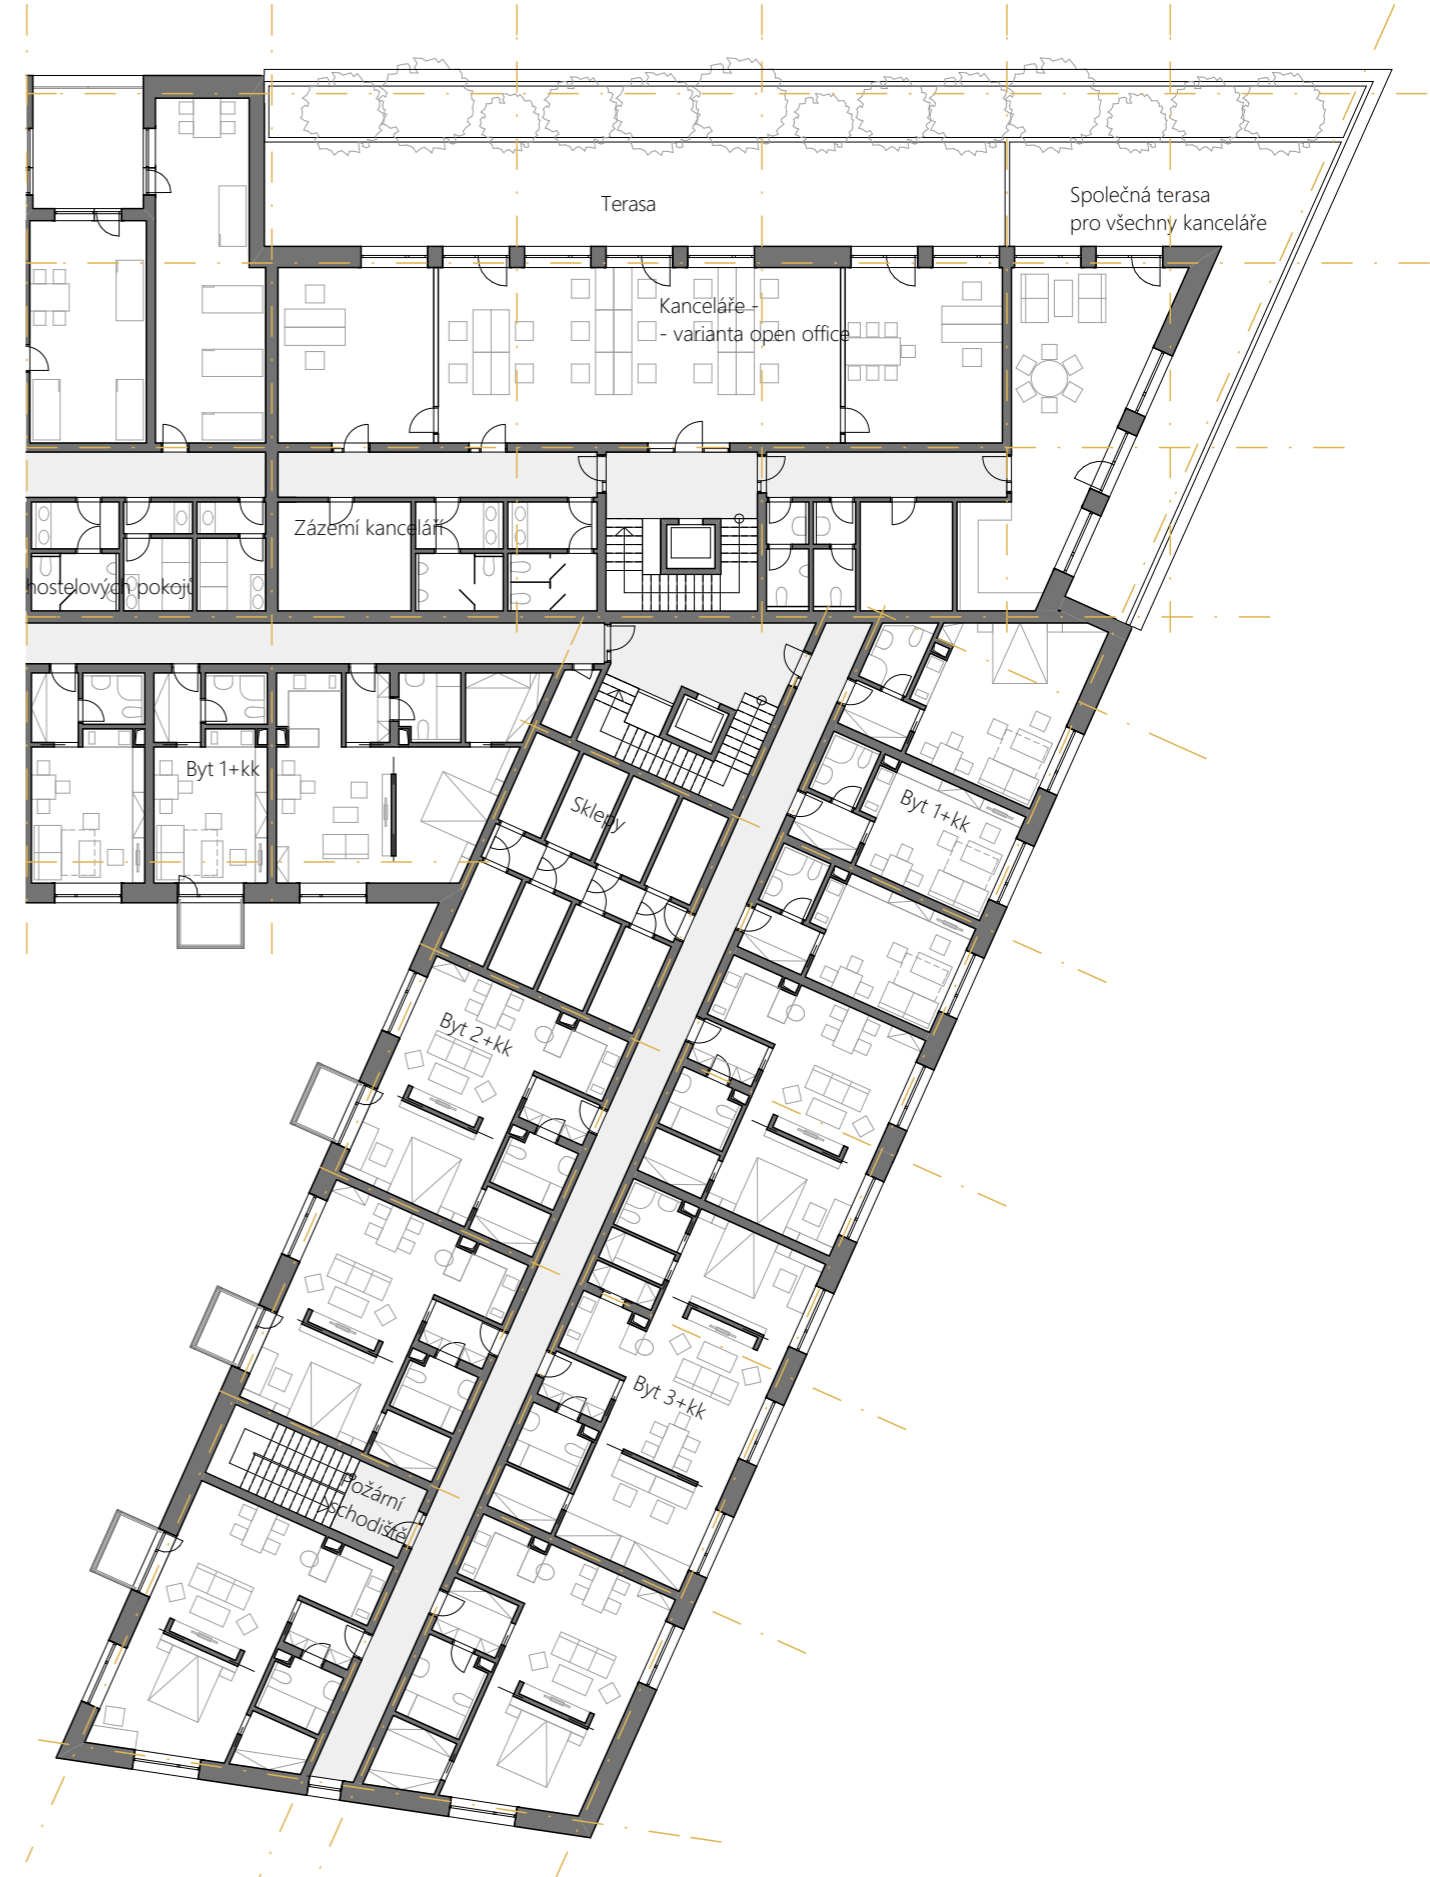 Terasa
Společná terasa
pro všechny kanceláře
Kanceláře -
- varianta open office
Zázemí kanceláří
hostelových pokojů
Byt 1+kk
Sklepy
Byt 1+kk
Byt 2+kk
Byt 3+kk
Požární
schodiště